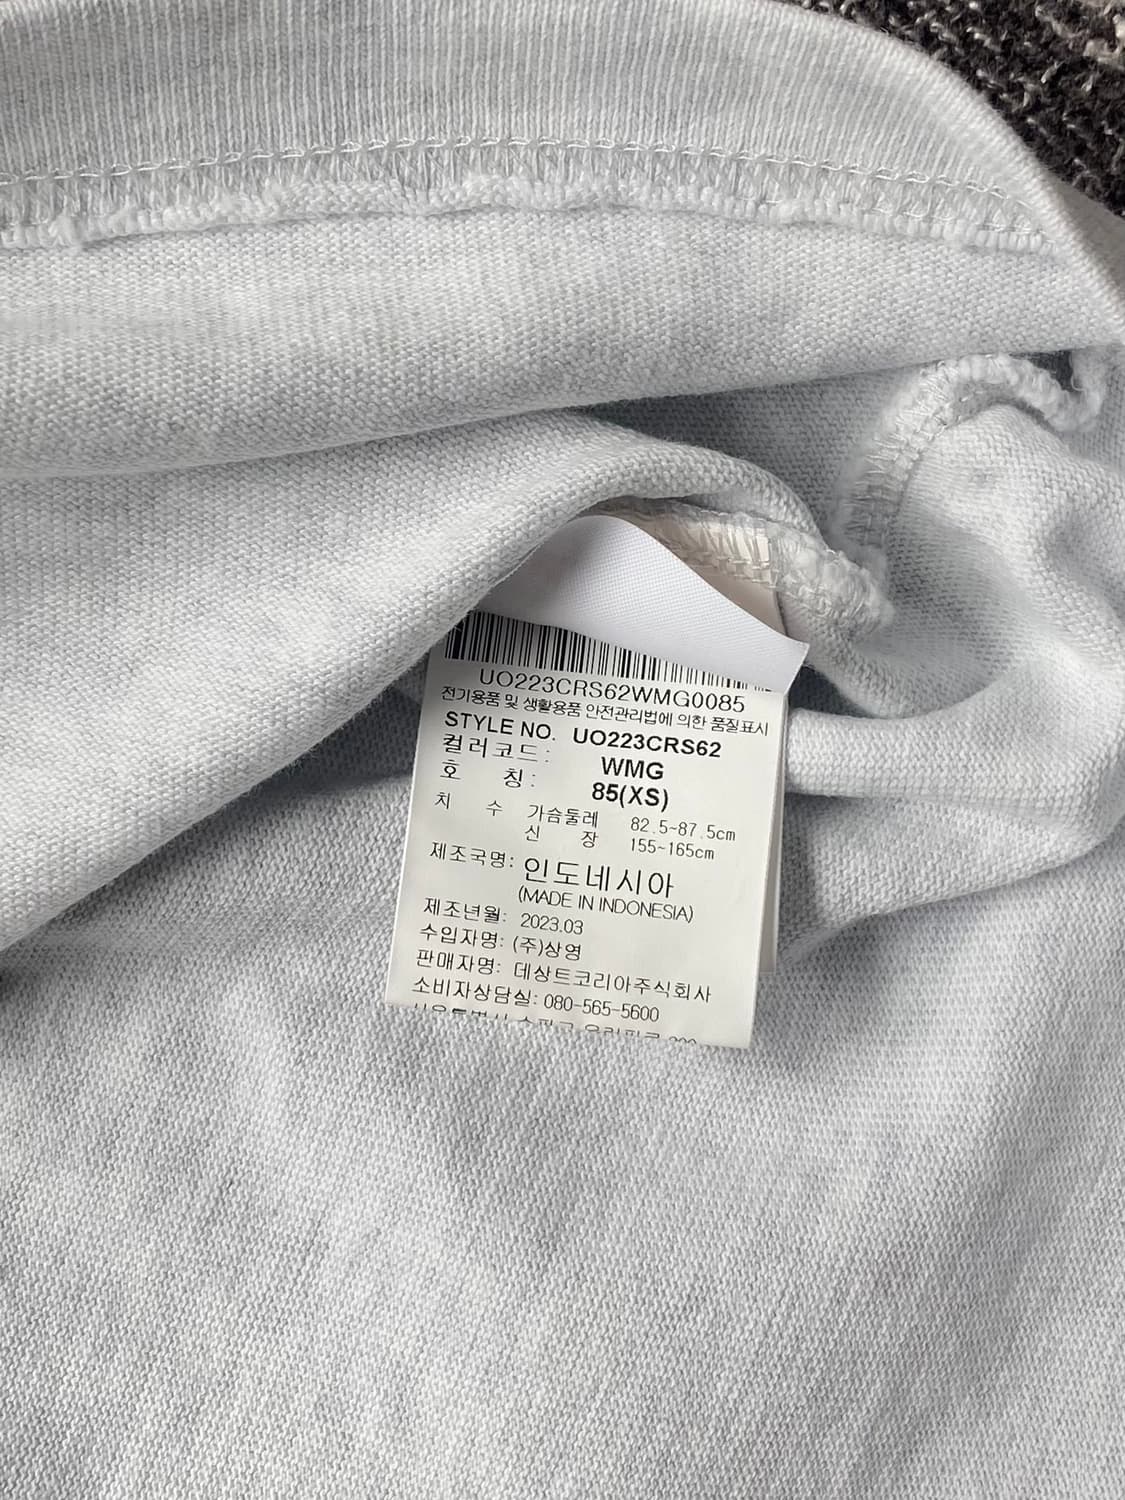 UO223CRS62WMG0085
전기용품 및 생활용품 안전관리법에 의한 품질표시
STYLE NO. UO223CRS62
컬러코드: WMG
호 칭: 85(XS)
치 수 가슴둘레 82.5~87.5cm
신 장 155~165cm
제조국명: 인도네시아
(MADE IN INDONESIA)
제조년월: 2023.03
수입자명: (주)상영
판매자명: 데상트코리아주식회사
소비자상담실: 080-565-5600